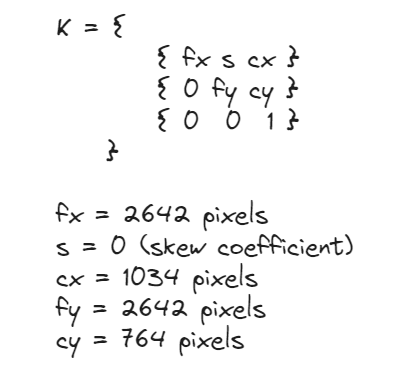 K = {
{ fx s cx }
{ 0 fy cy }
{ 0 0 1 }
}
fx = 2642 pixels
s = 0 (skew coefficient)
cx = 1034 pixels
fy = 2642 pixels
cy = 764 pixels